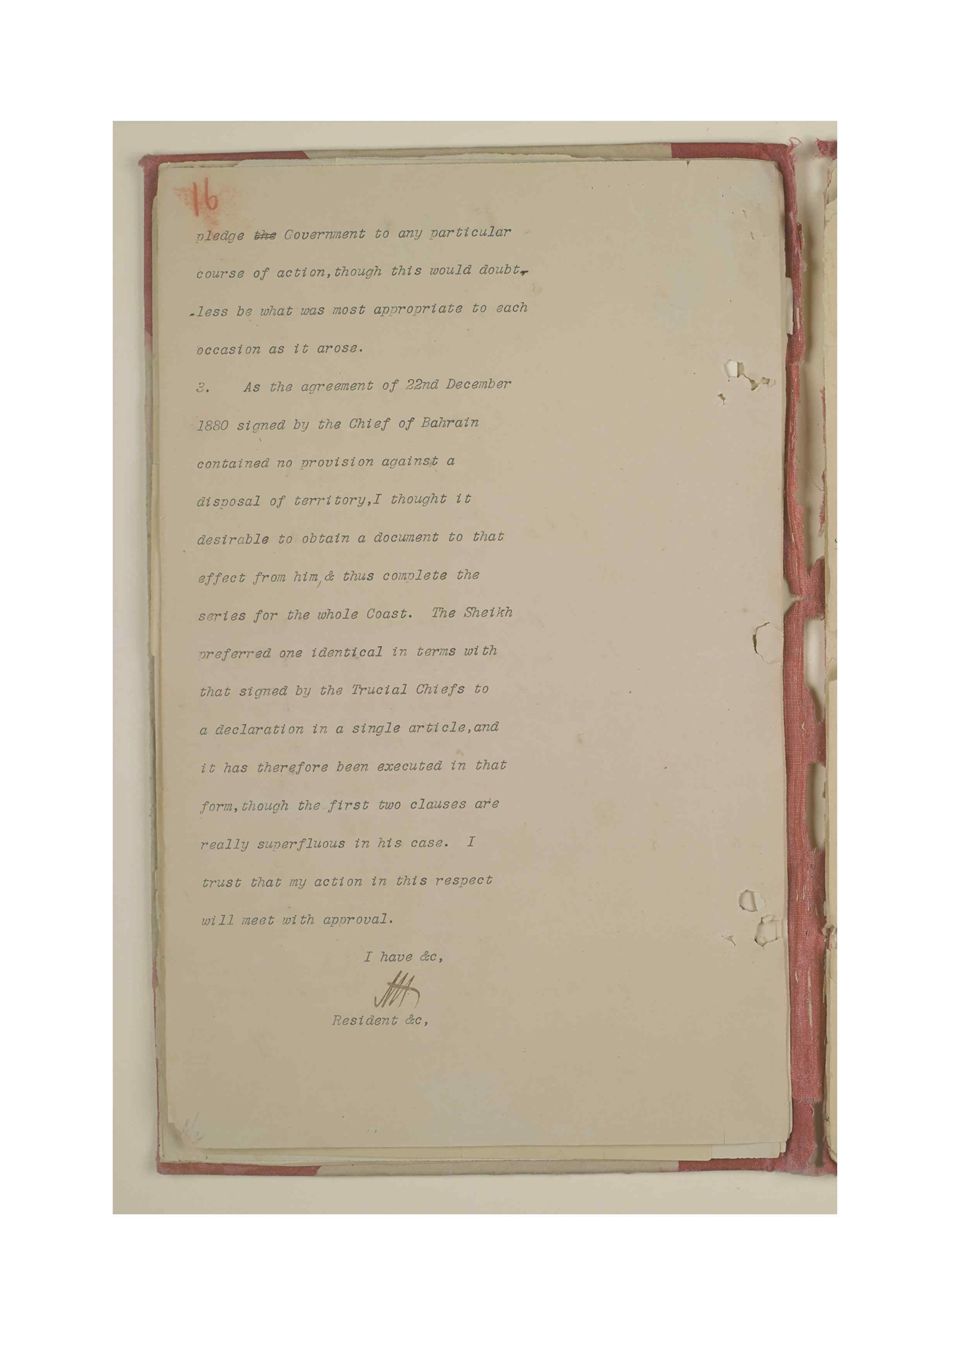 16
pledge the Government to any particular
course of action,though this would doubt-
-less be what was most appropriate to each
occasion as it arose.
3. As the agreement of 22nd December
1880 signed by the Chief of Bahrain
contained no provision against a
disposal of territory,I thought it
desirable to obtain a document to that
effect from him,& thus complete the
series for the whole Coast. The Sheikh
preferred one identical in terms with
that signed by the Trucial Chiefs to
a declaration in a single article,and
it has therefore been executed in that
form,though the first two clauses are
really superfluous in his case. I
trust that my action in this respect
will meet with approval.
I have &c,
Resident &c,